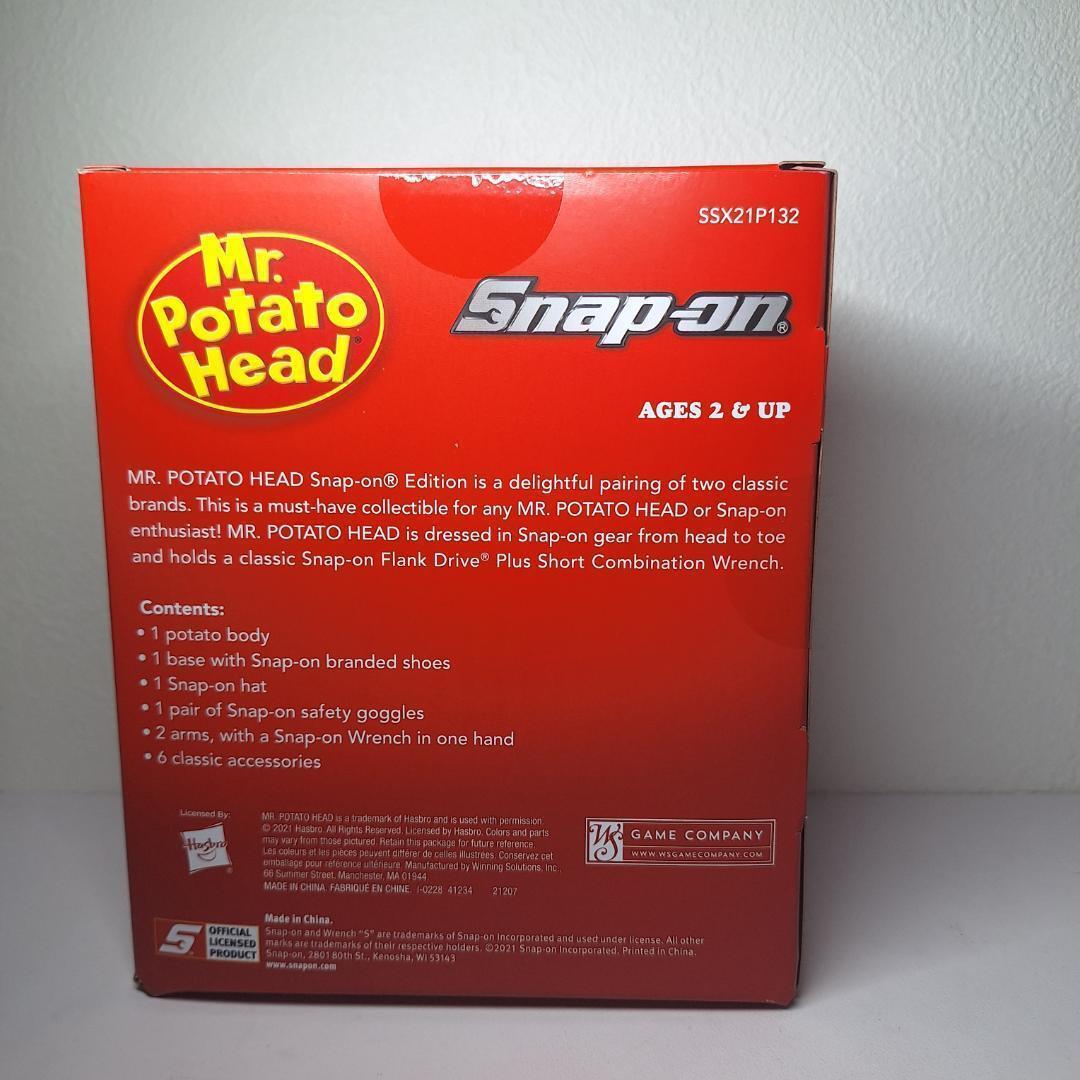 SSX21P132
Mr.
Potato
Head®
Snap-on®
AGES 2 & UP
MR. POTATO HEAD Snap-on® Edition is a delightful pairing of two classic
brands. This is a must-have collectible for any MR. POTATO HEAD or Snap-on
enthusiast! MR. POTATO HEAD is dressed in Snap-on gear from head to toe
and holds a classic Snap-on Flank Drive® Plus Short Combination Wrench.
Contents:
• 1 potato body
• 1 base with Snap-on branded shoes
• 1 Snap-on hat
• 1 pair of Snap-on safety goggles
• 2 arms, with a Snap-on Wrench in one hand
• 6 classic accessories
Licensed By:
Hasbro
MR. POTATO HEAD is a trademark of Hasbro and is used with permission.
© 2021 Hasbro. All Rights Reserved. Licensed by Hasbro. Colors and parts
may vary from those pictured. Retain this package for future reference.
Les couleurs et les pièces peuvent différer de celles illustrées. Conservez cet
emballage pour référence ultérieure. Manufactured by Winning Solutions, Inc.,
66 Summer Street, Manchester, MA 01944
MADE IN CHINA. FABRIQUÉ EN CHINE. I-0228 41234 21207
WS GAME COMPANY
WWW.WSGAMECOMPANY.COM
S OFFICIAL
LICENSED
PRODUCT
Made in China.
Snap-on and Wrench "S" are trademarks of Snap-on Incorporated and used under license. All other
marks are trademarks of their respective holders. ©2021 Snap-on Incorporated. Printed in China.
Snap-on, 2801 80th St., Kenosha, WI 53143
www.snapon.com